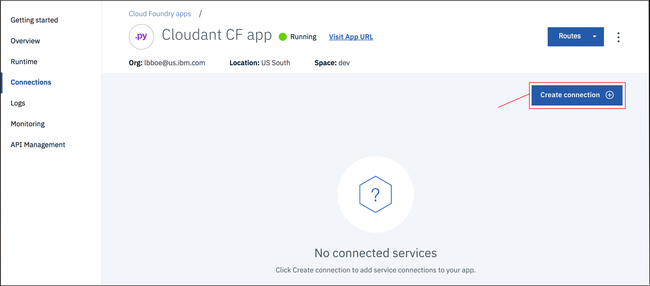 Getting started
Overview
Runtime
Connections
Logs
Monitoring
API Management
Cloud Foundry apps /
.py Cloudant CF app Running Visit App URL
Routes
Org: lbboe@us.ibm.com Location: US South Space: dev
Create connection
?
No connected services
Click Create connection to add service connections to your app.